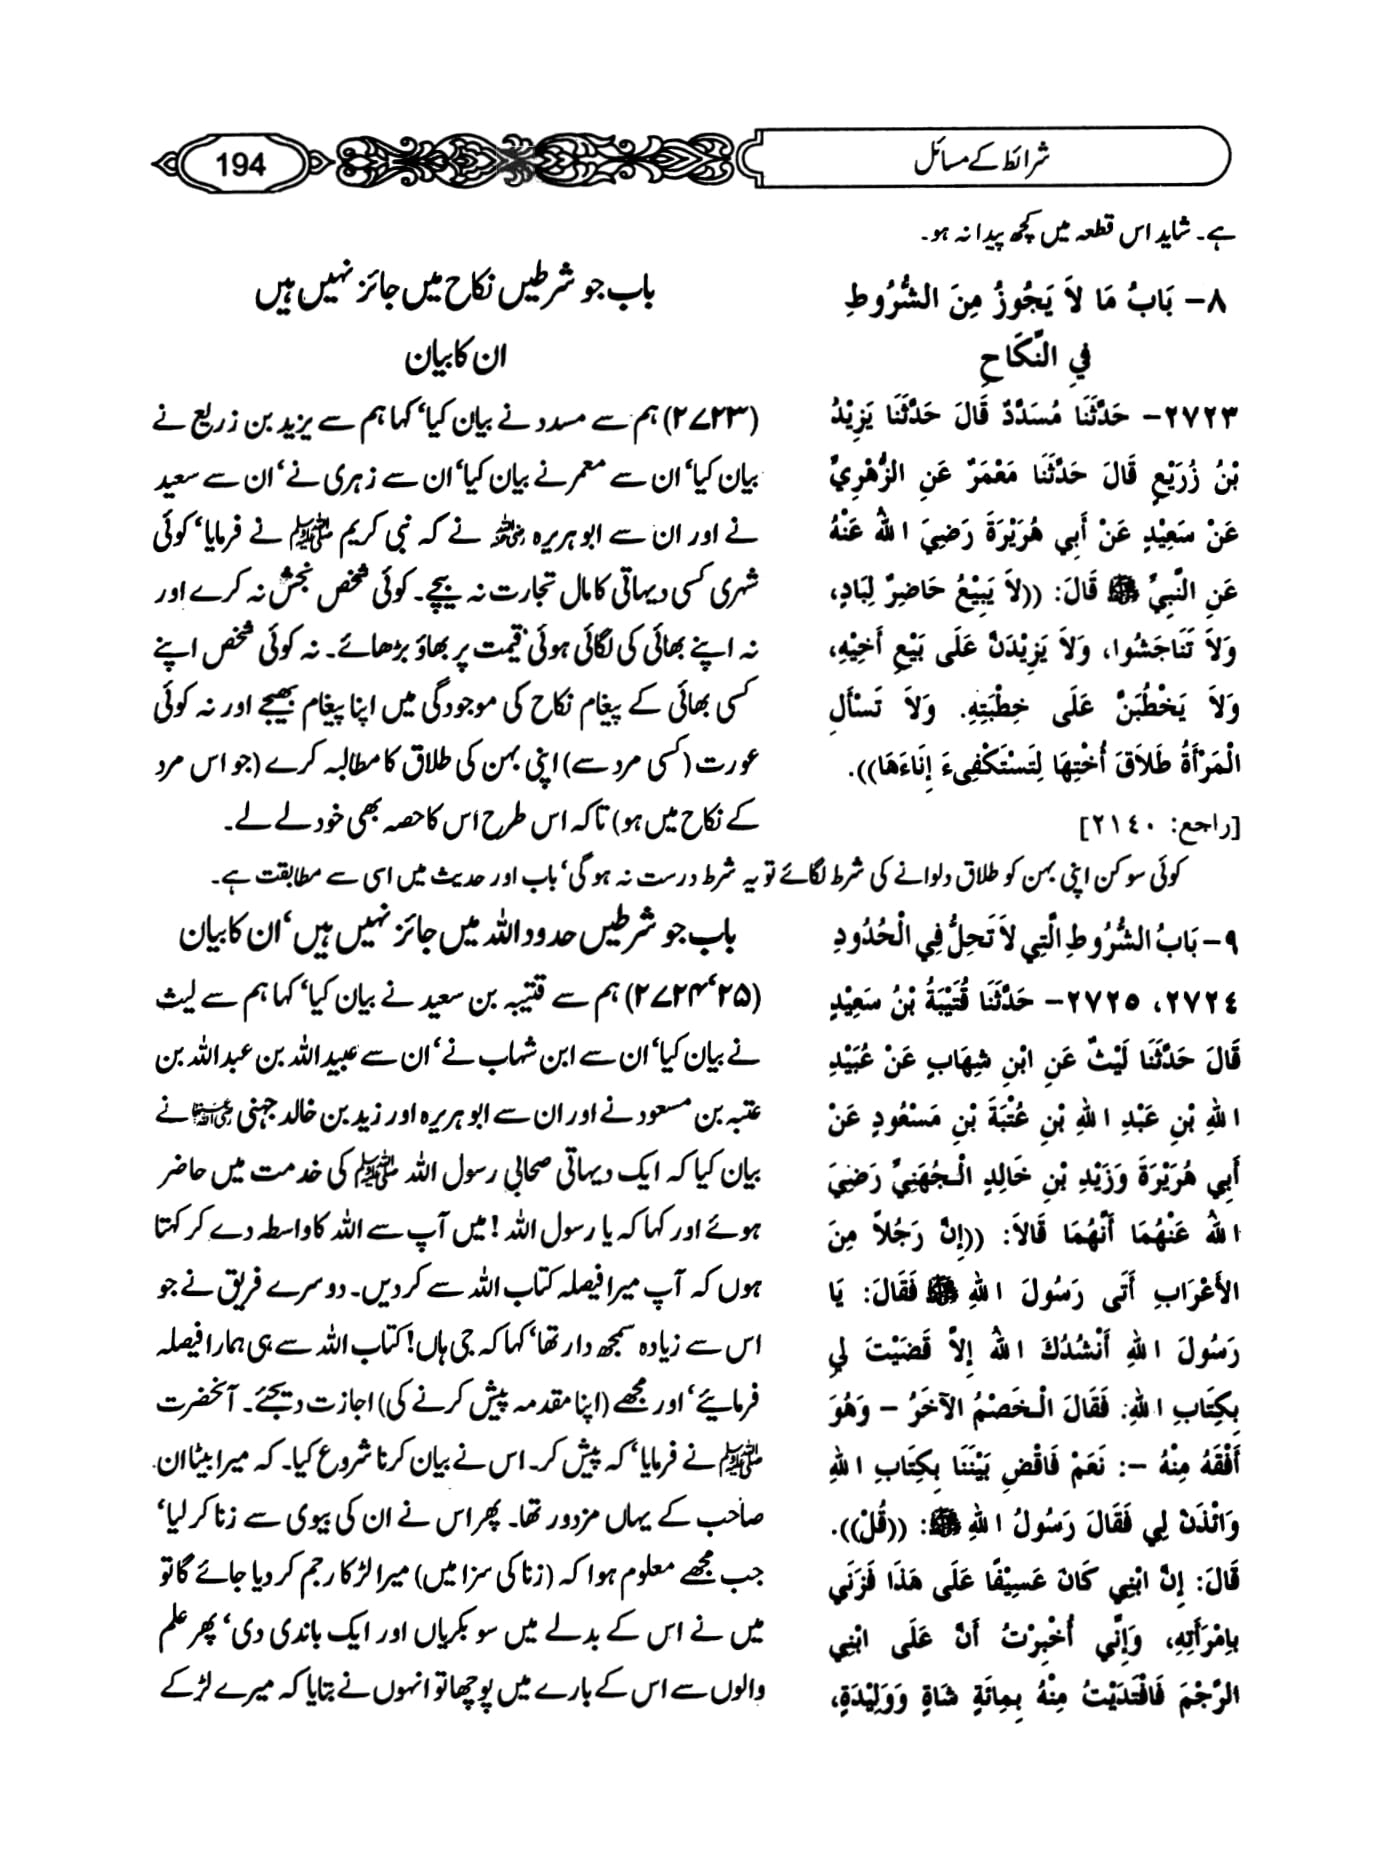 شرائط کے مسائل
194
ہے۔ شاید اس قطعہ میں کچھ پیدا نہ ہو۔
٨- بَابُ مَا لاَ يَجُوزُ مِنَ الشُّرُوطِ
فِي النِّكَاحِ
٢٧٢٣- حَدَّثَنَا مُسَدَّدٌ قَالَ حَدَّثَنَا يَزِيْدُ
بْنُ زُرَيْعٍ قَالَ حَدَّثَنَا مَعْمَرٌ عَنِ الزُّهْرِيِّ
عَنْ سَعِيْدٍ عَنْ أَبِي هُرَيْرَةَ رَضِيَ اللهُ عَنْهُ
عَنِ النَّبِيِّ ﷺ قَالَ: ((لاَ يَبِيْعُ حَاضِرٌ لِبَادٍ،
وَلاَ تَنَاجَشُوا، وَلاَ يَزِيْدَنَّ عَلَى بَيْعِ أَخِيْهِ،
وَلاَ يَخْطُبَنَّ عَلَى خِطْبَتِهِ. وَلاَ تَسْأَلِ
الْمَرْأَةُ طَلاَقَ أُخْتِهَا لِتَسْتَكْفِىءَ إِنَاءَهَا)).
[راجع: ٢١٤٠]
باب جو شرطیں نکاح میں جائز نہیں ہیں
ان کا بیان
(۲۷۲۳) ہم سے مسدد نے بیان کیا‘ کہا ہم سے یزید بن زریع نے
بیان کیا‘ ان سے معمر نے بیان کیا‘ ان سے زہری نے‘ ان سے سعید
نے اور ان سے ابو ہریرہ رضی اللہ عنہ نے کہ نبی کریم ﷺ نے فرمایا‘ کوئی
شہری کسی دیہاتی کا مال تجارت نہ بیچے۔ کوئی شخص نجش نہ کرے اور
نہ اپنے بھائی کی لگائی ہوئی قیمت پر بھاؤ بڑھائے۔ نہ کوئی شخص اپنے
کسی بھائی کے پیغام نکاح کی موجودگی میں اپنا پیغام بھیجے اور نہ کوئی
عورت (کسی مرد سے) اپنی بہن کی طلاق کا مطالبہ کرے (جو اس مرد
کے نکاح میں ہو) تاکہ اس طرح اس کا حصہ بھی خود لے لے۔
کوئی سوکن اپنی بہن کو طلاق دلوانے کی شرط لگائے تو یہ شرط درست نہ ہوگی‘ باب اور حدیث میں اسی سے مطابقت ہے۔
٩- بَابُ الشُّرُوطِ الَّتِي لاَ تَحِلُّ فِي الْحُدُودِ
٢٧٢٤، ٢٧٢٥- حَدَّثَنَا قُتَيْبَةُ بْنُ سَعِيْدٍ
قَالَ حَدَّثَنَا لَيْثٌ عَنِ ابْنِ شِهَابٍ عَنْ عُبَيْدِ
اللهِ بْنِ عَبْدِ اللهِ بْنِ عُتْبَةَ بْنِ مَسْعُودٍ عَنْ
أَبِي هُرَيْرَةَ وَزَيْدِ بْنِ خَالِدٍ الْجُهَنِيِّ رَضِيَ
اللهُ عَنْهُمَا أَنَّهُمَا قَالاَ: ((إِنَّ رَجُلاً مِنَ
الأَعْرَابِ أَتَى رَسُولَ اللهِ ﷺ فَقَالَ: يَا
رَسُولَ اللهِ أَنْشُدُكَ اللهَ إِلاَّ قَضَيْتَ لِي
بِكِتَابِ اللهِ. فَقَالَ الْخَصْمُ الآخَرُ – وَهُوَ
أَفْقَهُ مِنْهُ –: نَعَمْ فَاقْضِ بَيْنَنَا بِكِتَابِ اللهِ
وَائْذَنْ لِي فَقَالَ رَسُولُ اللهِ ﷺ: ((قُلْ)).
قَالَ: إِنَّ ابْنِي كَانَ عَسِيْفًا عَلَى هَذَا فَزَنَى
بِامْرَأَتِهِ، وَإِنِّي أُخْبِرْتُ أَنَّ عَلَى ابْنِي
الرَّجْمَ فَافْتَدَيْتُ مِنْهُ بِمِائَةِ شَاةٍ وَوَلِيْدَةٍ،
باب جو شرطیں حدود اللہ میں جائز نہیں ہیں‘ ان کا بیان
(۲۷۲۴‘۲۵) ہم سے قتیبہ بن سعید نے بیان کیا‘ کہا ہم سے لیث
نے بیان کیا‘ ان سے ابن شہاب نے‘ ان سے عبیداللہ بن عبداللہ بن
عتبہ بن مسعود نے اور ان سے ابو ہریرہ اور زید بن خالد جہنی رضی اللہ عنہما نے
بیان کیا کہ ایک دیہاتی صحابی رسول اللہ ﷺ کی خدمت میں حاضر
ہوئے اور کہا کہ یا رسول اللہ! میں آپ سے اللہ کا واسطہ دے کر کہتا
ہوں کہ آپ میرا فیصلہ کتاب اللہ سے کر دیں۔ دوسرے فریق نے جو
اس سے زیادہ سمجھ دار تھا‘ کہا کہ جی ہاں! کتاب اللہ سے ہی ہمارا فیصلہ
فرمائیے‘ اور مجھے (اپنا مقدمہ پیش کرنے کی) اجازت دیجئے۔ آنحضرت
ﷺ نے فرمایا‘ کہ پیش کر۔ اس نے بیان کرنا شروع کیا۔ کہ میرا بیٹا ان
صاحب کے یہاں مزدور تھا۔ پھر اس نے ان کی بیوی سے زنا کر لیا‘
جب مجھے معلوم ہوا کہ (زنا کی سزا میں) میرا لڑکا رجم کر دیا جائے گا تو
میں نے اس کے بدلے میں سو بکریاں اور ایک باندی دی‘ پھر علم
والوں سے اس کے بارے میں پوچھا تو انہوں نے بتایا کہ میرے لڑکے